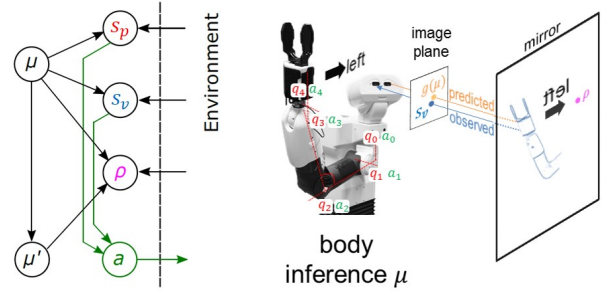 μ
s_p
s_v
ρ
μ'
a
Environment
left
image
plane
g(μ)
s_v
predicted
observed
mirror
left
ρ
q_4 a_4
q_3 a_3
q_0 a_0
q_1 a_1
q_2 a_2
body
inference μ